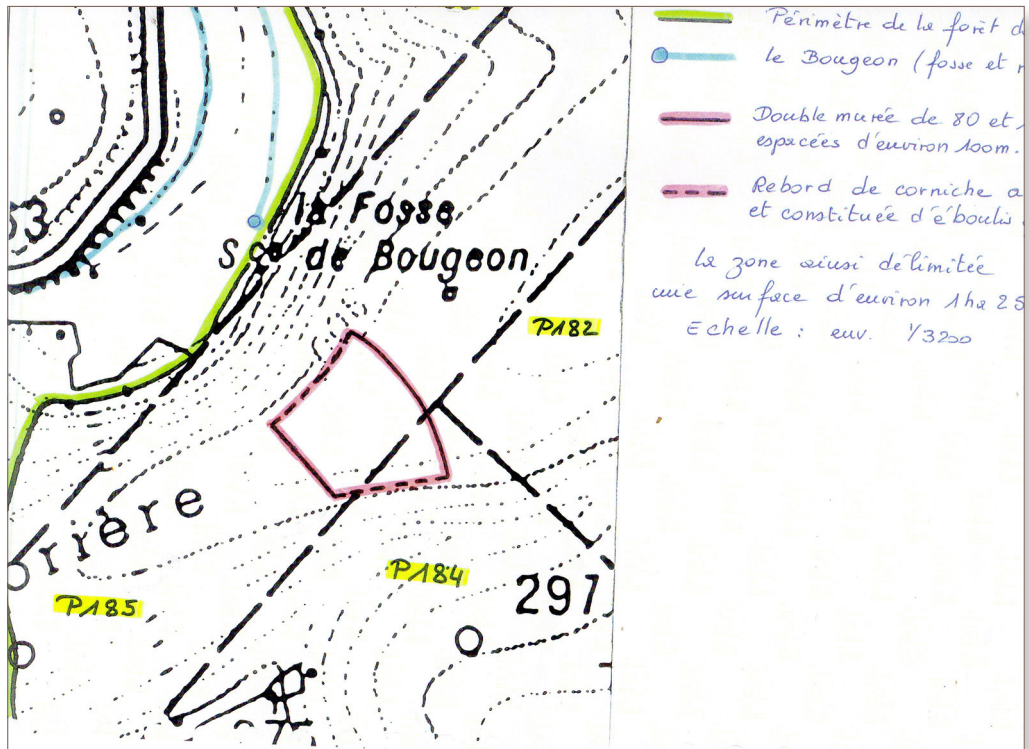 Périmètre de la forêt d
le Bougeon (fosse et r
Double murée de 80 et
espacées d'environ 100m.
Rebord de corniche a
et constituée d'éboulis
La zone ainsi délimitée
une surface d'environ 1ha 25
Echelle : env. 1/3200
la Fosse
Sce de Bougeon
P182
rrière
P184
P185
297